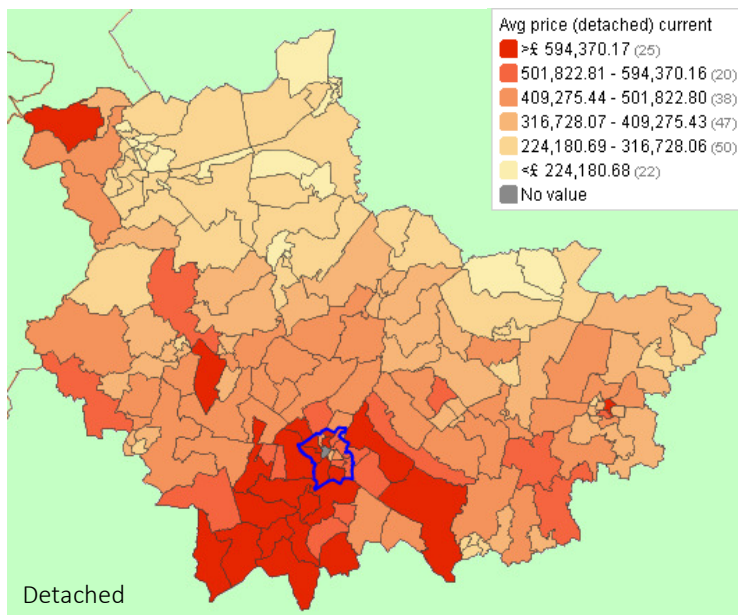 Avg price (detached) current
>£ 594,370.17 (25)
501,822.81 - 594,370.16 (20)
409,275.44 - 501,822.80 (38)
316,728.07 - 409,275.43 (47)
224,180.69 - 316,728.06 (50)
<£ 224,180.68 (22)
No value
Detached